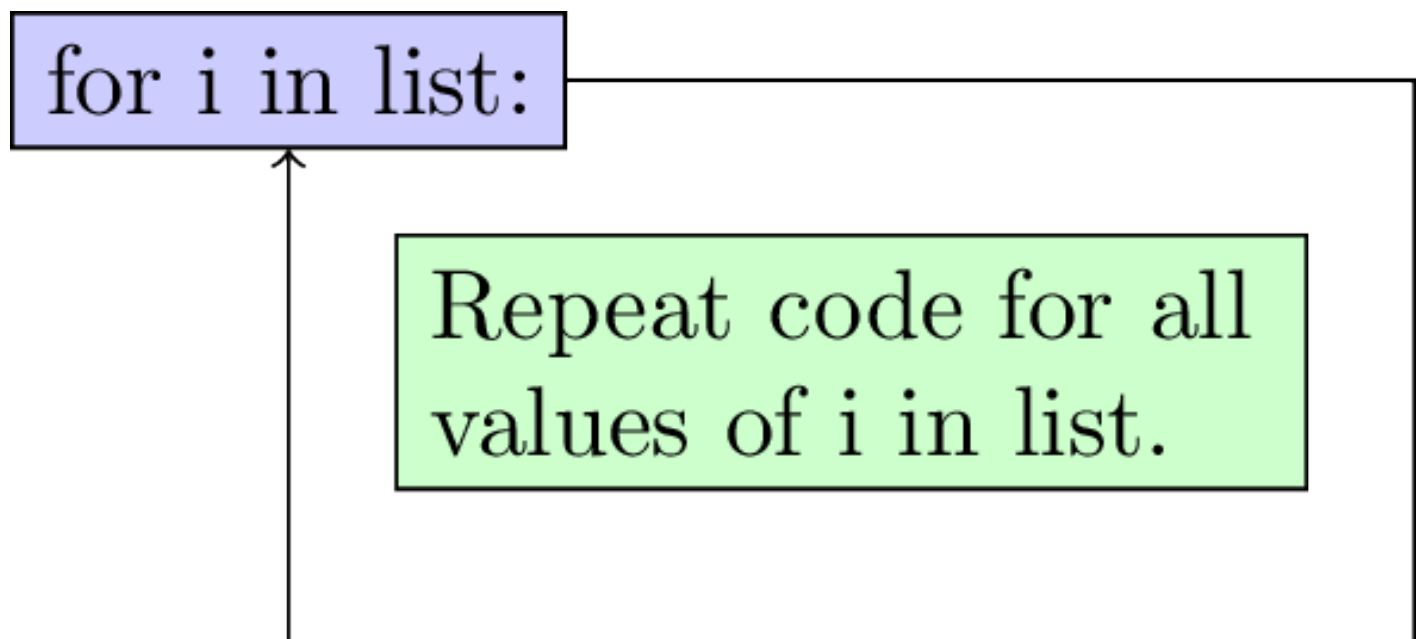 for i in list:
Repeat code for all
values of i in list.